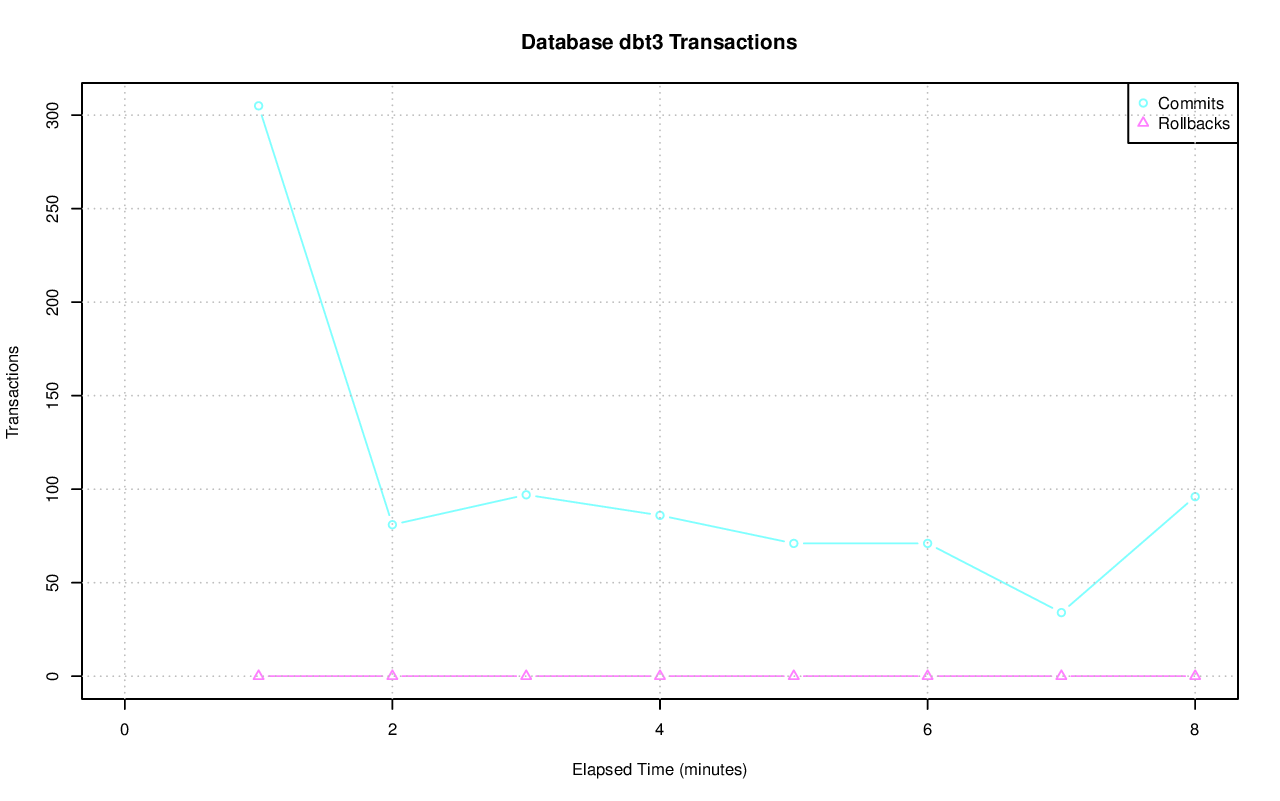 Database dbt3 Transactions
Commits
Rollbacks
Transactions
300
250
200
150
100
50
0
0 2 4 6 8
Elapsed Time (minutes)